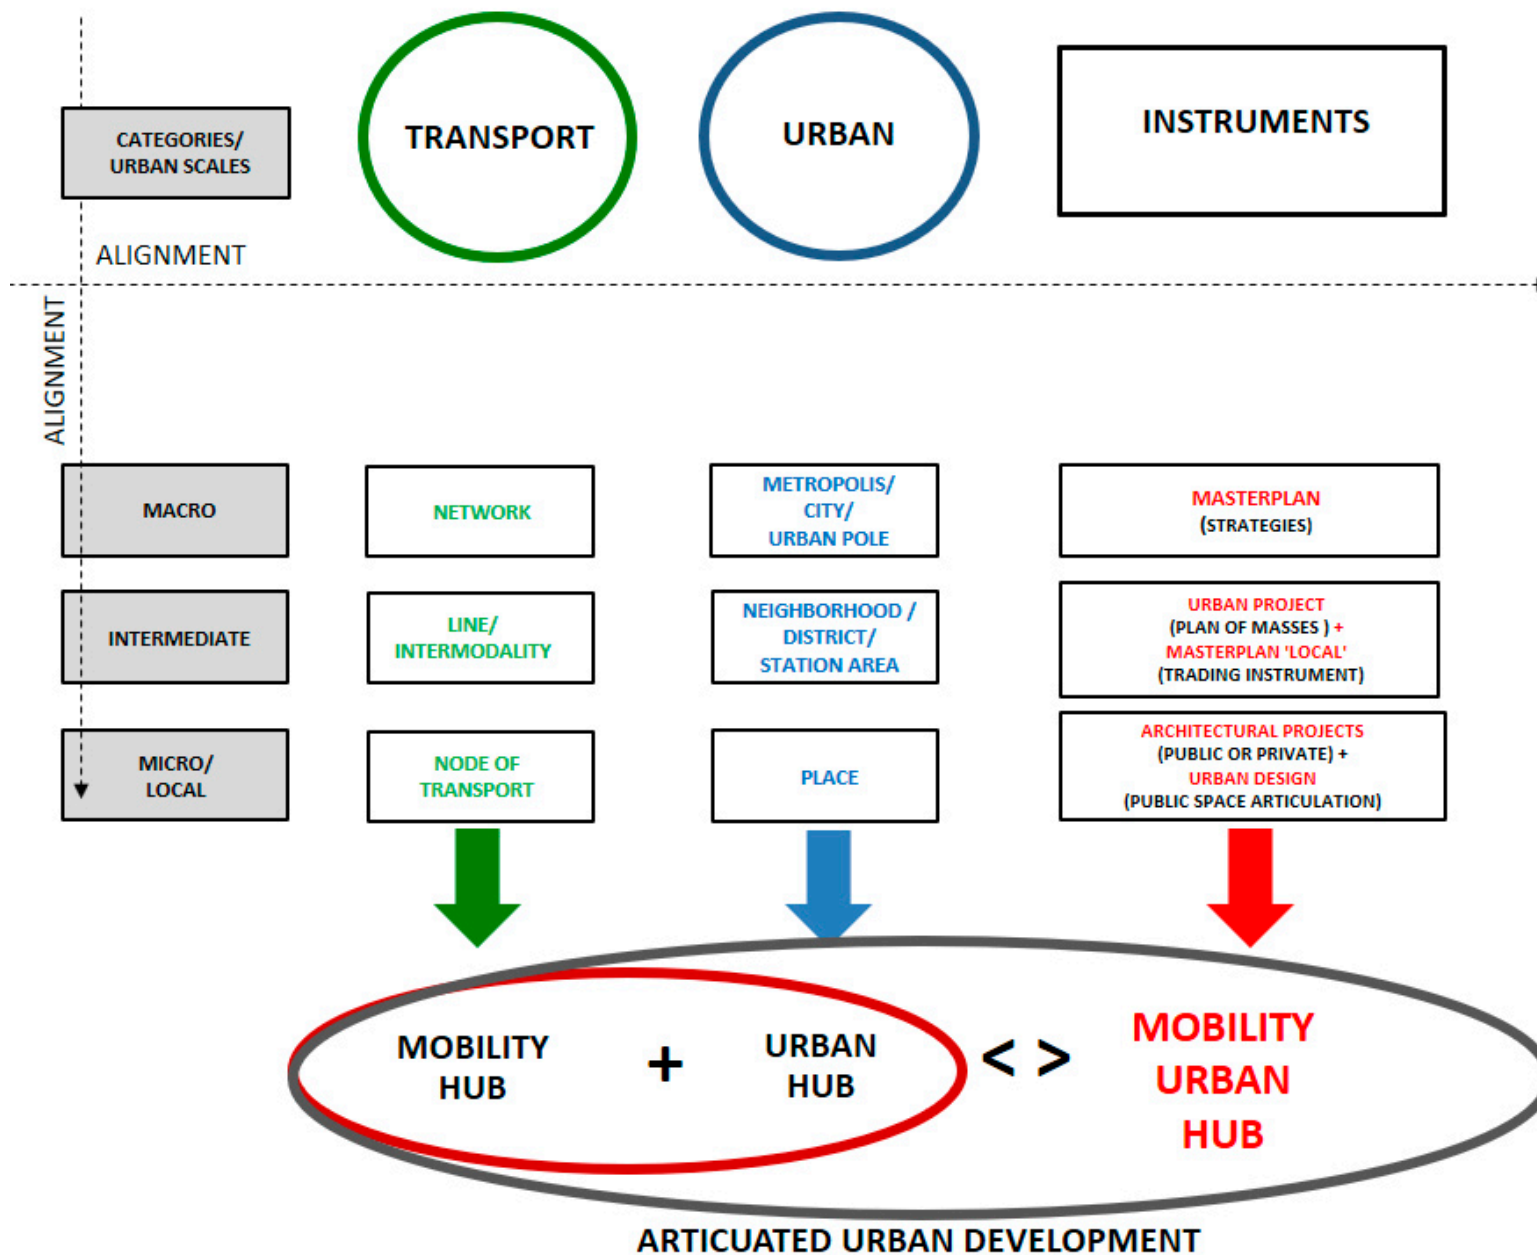 TRANSPORT
URBAN
INSTRUMENTS
CATEGORIES/
URBAN SCALES
ALIGNMENT
ALIGNMENT
MACRO
NETWORK
METROPOLIS/
CITY/
URBAN POLE
MASTERPLAN
(STRATEGIES)
INTERMEDIATE
LINE/
INTERMODALITY
NEIGHBORHOOD /
DISTRICT/
STATION AREA
URBAN PROJECT
(PLAN OF MASSES ) +
MASTERPLAN 'LOCAL'
(TRADING INSTRUMENT)
MICRO/
LOCAL
NODE OF
TRANSPORT
PLACE
ARCHITECTURAL PROJECTS
(PUBLIC OR PRIVATE) +
URBAN DESIGN
(PUBLIC SPACE ARTICULATION)
MOBILITY
HUB
+
URBAN
HUB
< >
MOBILITY
URBAN
HUB
ARTICUATED URBAN DEVELOPMENT